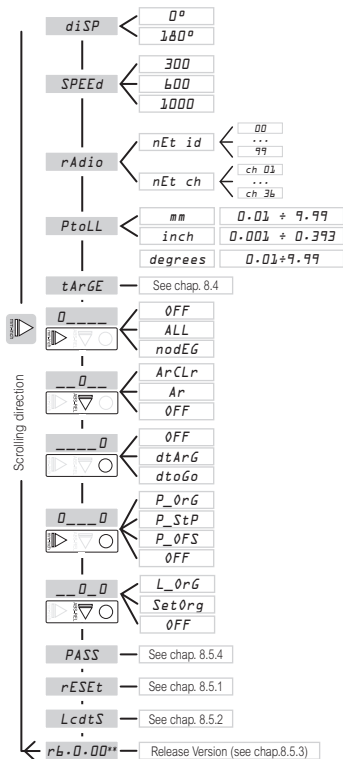 diSP
0°
180°
SPEEd
300
600
1000
rAdio
nEt id
00
...
99
nEt ch
ch 01
...
ch 36
PtoLL
mm 0.01 ÷ 9.99
inch 0.001 ÷ 0.393
degrees 0.01÷9.99
tArGE
See chap. 8.4
0____
OFF
ALL
nodEG
__0__
ArCLr
Ar
OFF
____0
OFF
dtArG
dtoGo
0___0
P_OrG
P_StP
P_OFS
OFF
__0_0
L_OrG
SetOrg
OFF
PASS
See chap. 8.5.4
rESEt
See chap. 8.5.1
LcdtS
See chap. 8.5.2
r6.0.00**
Release Version (see chap.8.5.3)
Scrolling direction